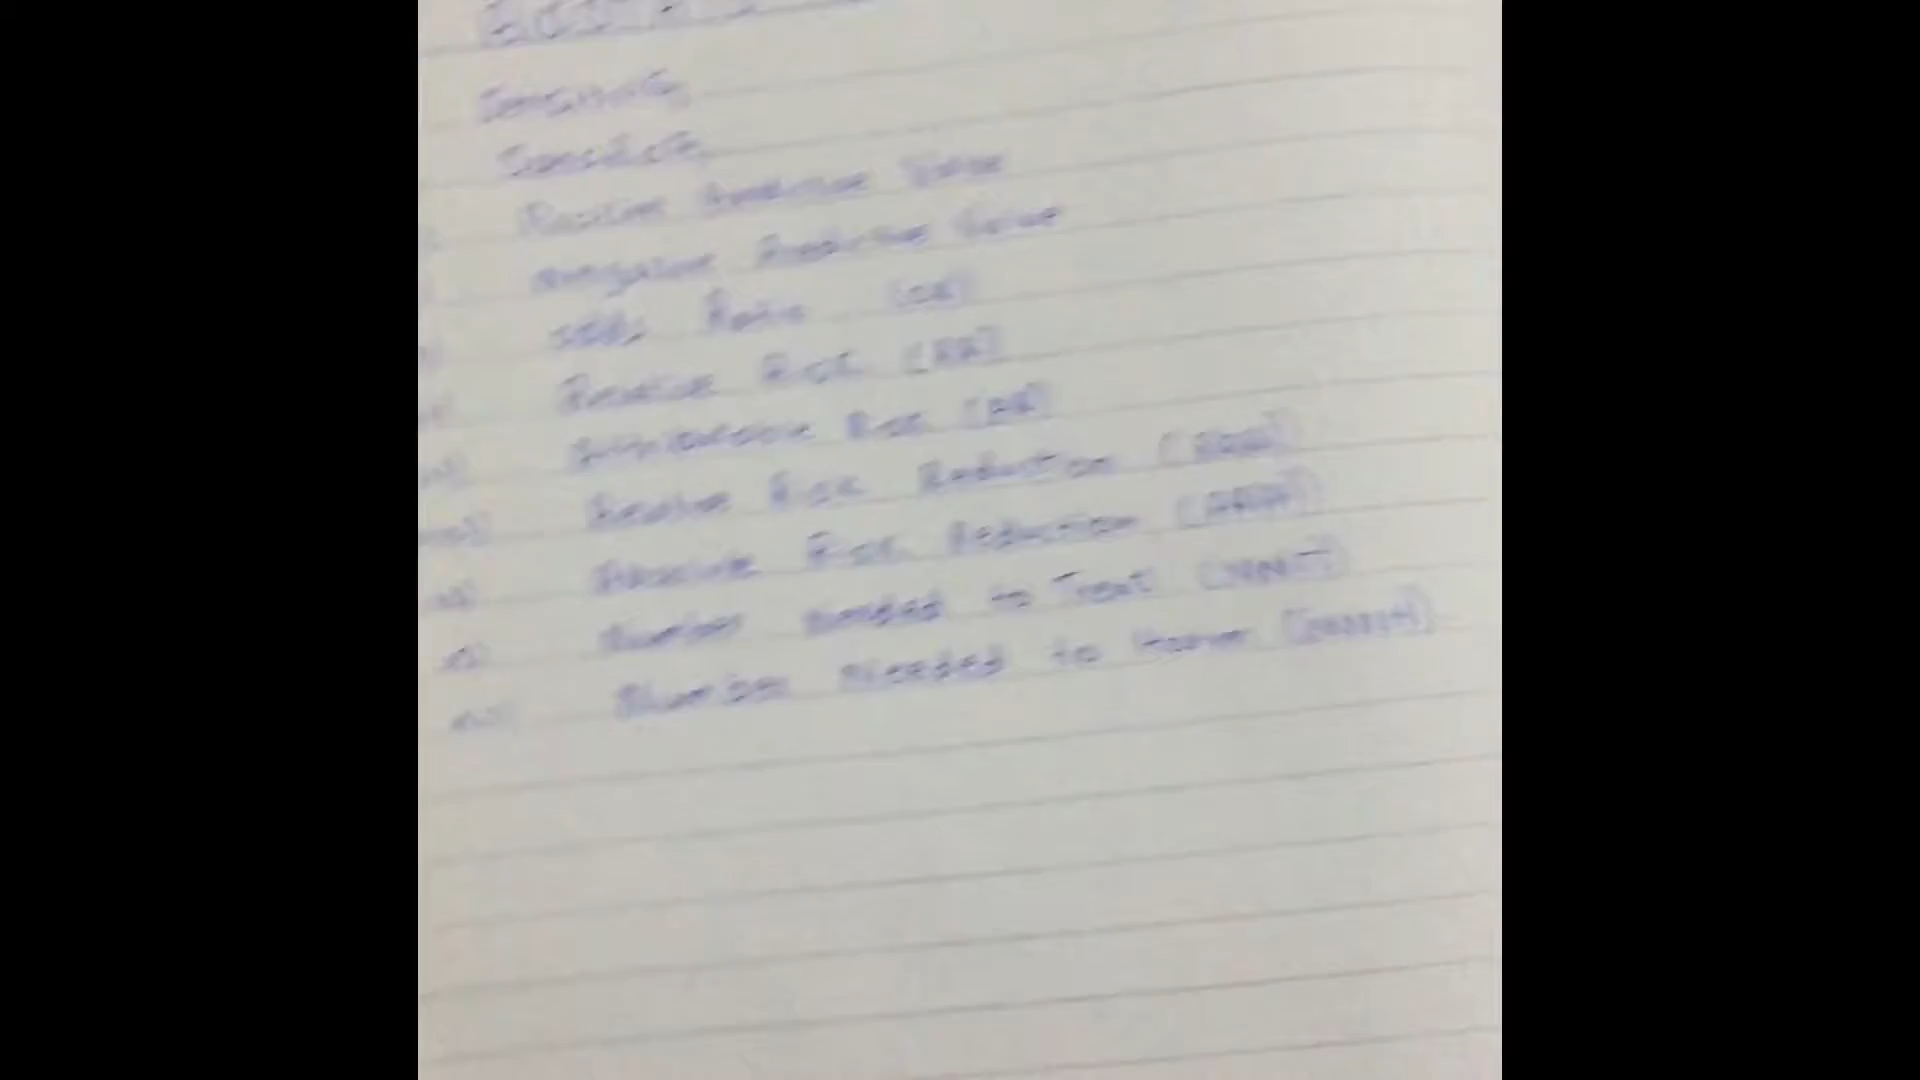 Sensitivity
Specificity
Positive Predictive Value
Negative Predictive Value
odds Ratio (OR)
Relative Risk (RR)
Attributable Risk (AR)
Relative Risk Reduction (RRR)
Absolute Risk Reduction (ARR)
Number needed to Treat (NNT)
Number Needed to Harm (NNH)